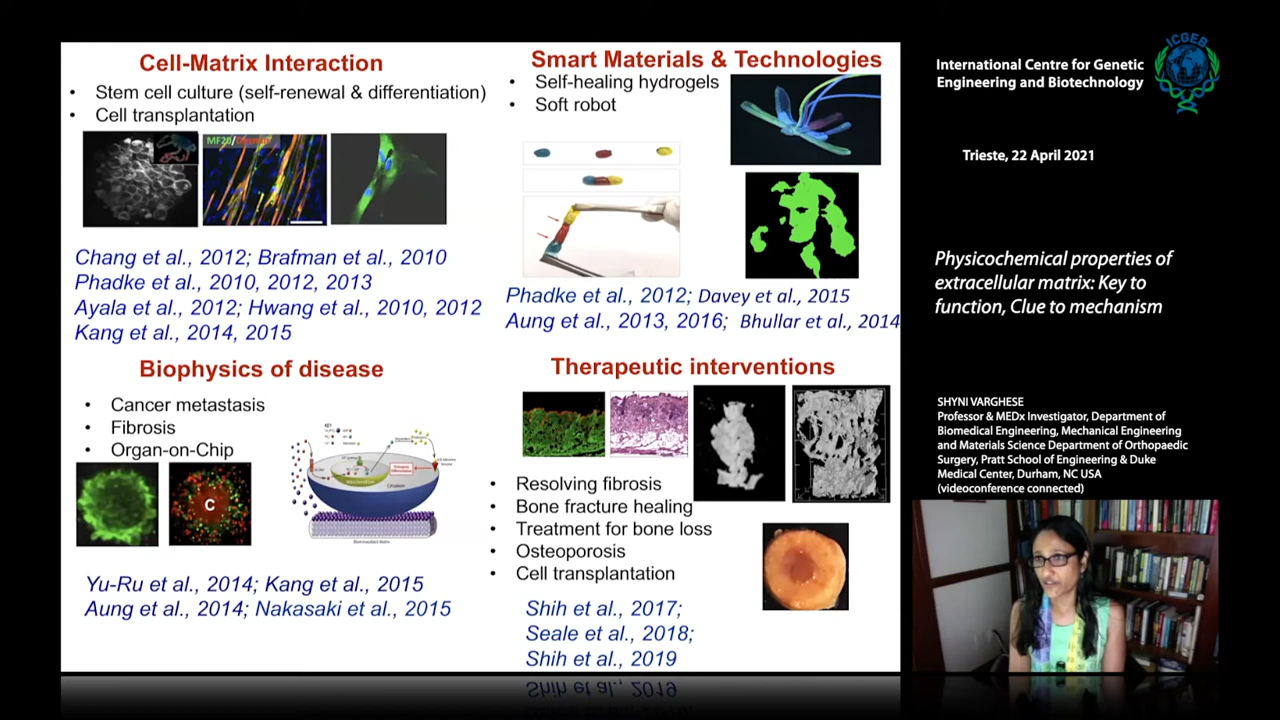 Cell-Matrix Interaction
• Stem cell culture (self-renewal & differentiation)
• Cell transplantation
MF20/
Chang et al., 2012; Brafman et al., 2010
Phadke et al., 2010, 2012, 2013
Ayala et al., 2012; Hwang et al., 2010, 2012
Kang et al., 2014, 2015
Smart Materials & Technologies
• Self-healing hydrogels
• Soft robot
Phadke et al., 2012; Davey et al., 2015
Aung et al., 2013, 2016; Bhullar et al., 2014
Biophysics of disease
• Cancer metastasis
• Fibrosis
• Organ-on-Chip
C
Yu-Ru et al., 2014; Kang et al., 2015
Aung et al., 2014; Nakasaki et al., 2015
Therapeutic interventions
• Resolving fibrosis
• Bone fracture healing
• Treatment for bone loss
• Osteoporosis
• Cell transplantation
Shih et al., 2017;
Seale et al., 2018;
Shih et al., 2019
International Centre for Genetic
Engineering and Biotechnology
ICGEB
Trieste, 22 April 2021
Physicochemical properties of
extracellular matrix: Key to
function, Clue to mechanism
SHYNI VARGHESE
Professor & MEDx Investigator, Department of
Biomedical Engineering, Mechanical Engineering
and Materials Science Department of Orthopaedic
Surgery, Pratt School of Engineering & Duke
Medical Center, Durham, NC USA
(videoconference connected)